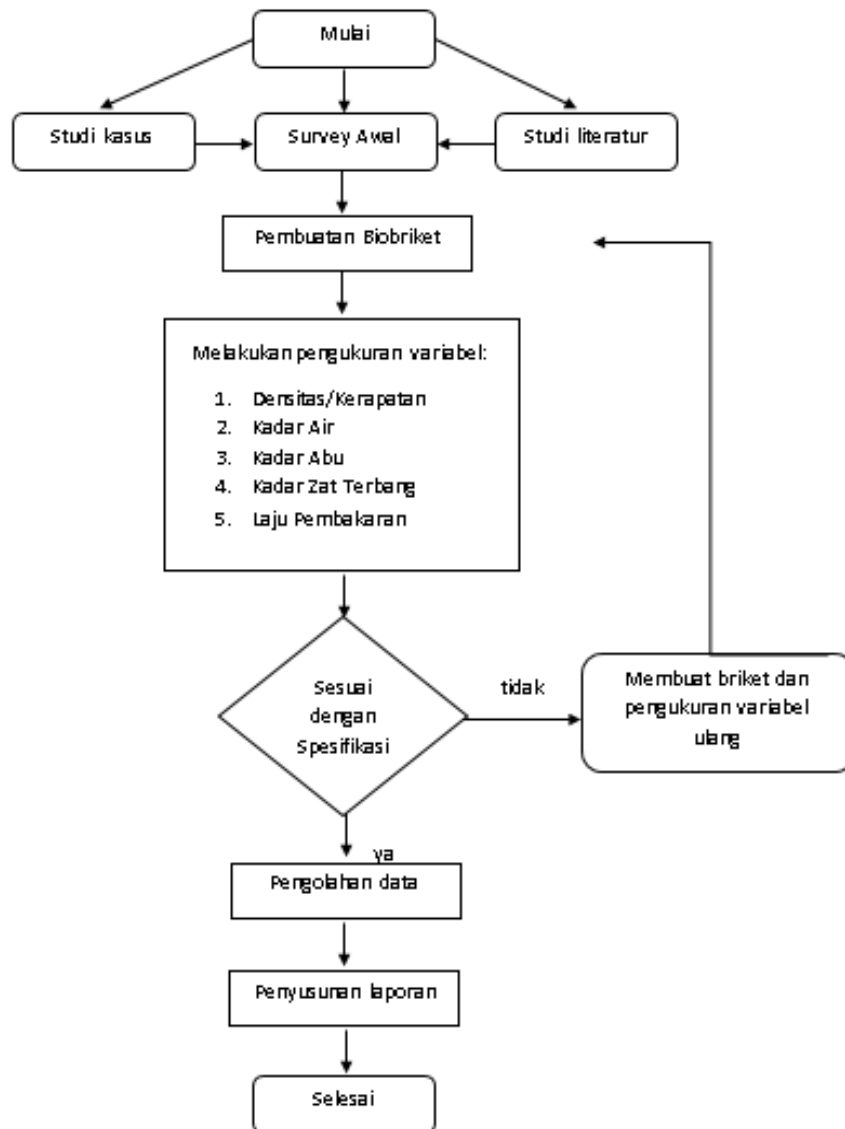 Mulai
Studi kasus
Survey Awal
Studi literatur
Pembuatan Biobriket
Melakukan pengukuran variabel:
1. Densitas/Kerapatan
2. Kadar Air
3. Kadar Abu
4. Kadar Zat Terbang
5. Laju Pembakaran
Sesuai
dengan
Spesifikasi
tidak
Membuat briket dan
pengukuran variabel
ulang
ya
Pengolahan data
Penyusunan laporan
Selesai